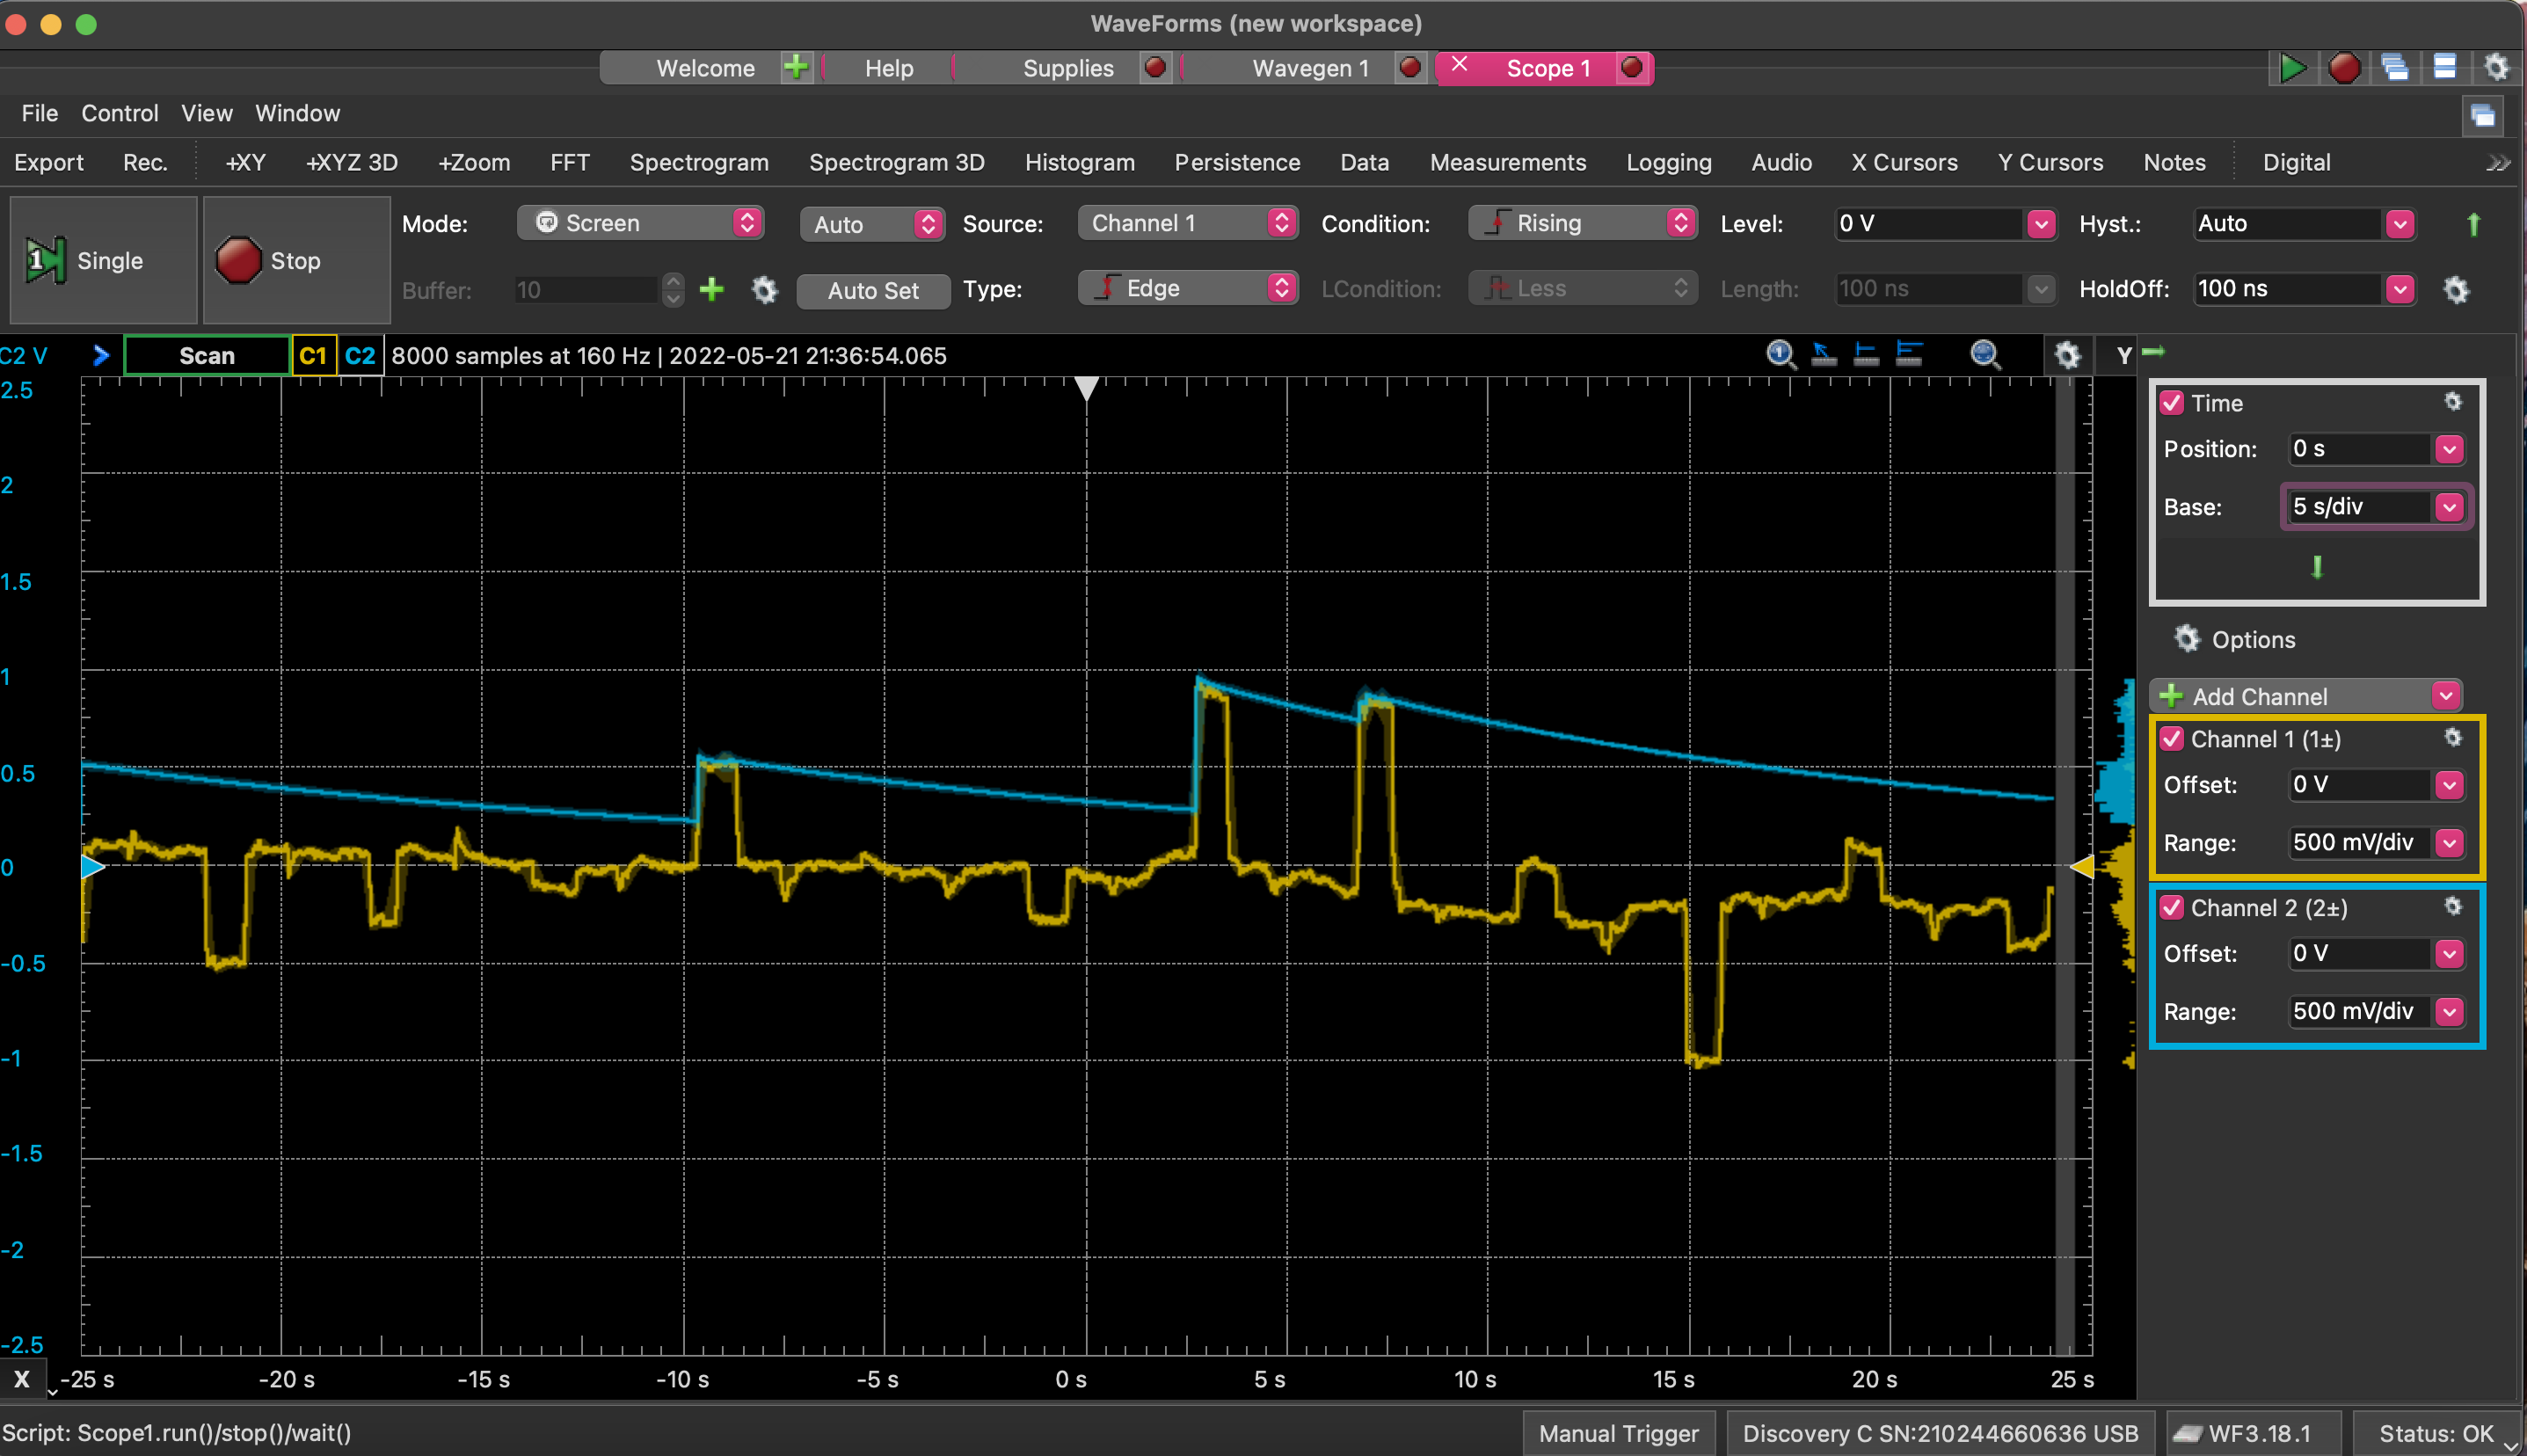 WaveForms (new workspace)
Welcome Help Supplies Wavegen 1 Scope 1
File Control View Window
Export Rec. +XY +XYZ 3D +Zoom FFT Spectrogram Spectrogram 3D Histogram Persistence Data Measurements Logging Audio X Cursors Y Cursors Notes Digital
1 Single Stop Mode: Screen Auto Source: Channel 1 Condition: Rising Level: 0 V Hyst.: Auto
Buffer: 10 Auto Set Type: Edge LCondition: Less Length: 100 ns HoldOff: 100 ns
C2 V Scan C1 C2 8000 samples at 160 Hz | 2022-05-21 21:36:54.065 Y
2.5
2
1.5
1
0.5
0
-0.5
-1
-1.5
-2
-2.5
X -25 s -20 s -15 s -10 s -5 s 0 s 5 s 10 s 15 s 20 s 25 s
Time
Position: 0 s
Base: 5 s/div
Options
Add Channel
Channel 1 (1±)
Offset: 0 V
Range: 500 mV/div
Channel 2 (2±)
Offset: 0 V
Range: 500 mV/div
Script: Scope1.run()/stop()/wait() Manual Trigger Discovery C SN:210244660636 USB WF3.18.1 Status: OK